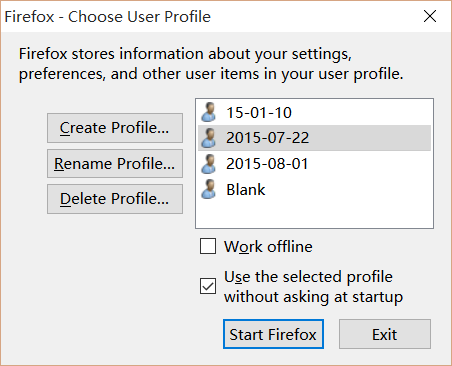 Firefox - Choose User Profile
Firefox stores information about your settings,
preferences, and other user items in your user profile.
Create Profile...
Rename Profile...
Delete Profile...
15-01-10
2015-07-22
2015-08-01
Blank
Work offline
Use the selected profile
without asking at startup
Start Firefox
Exit